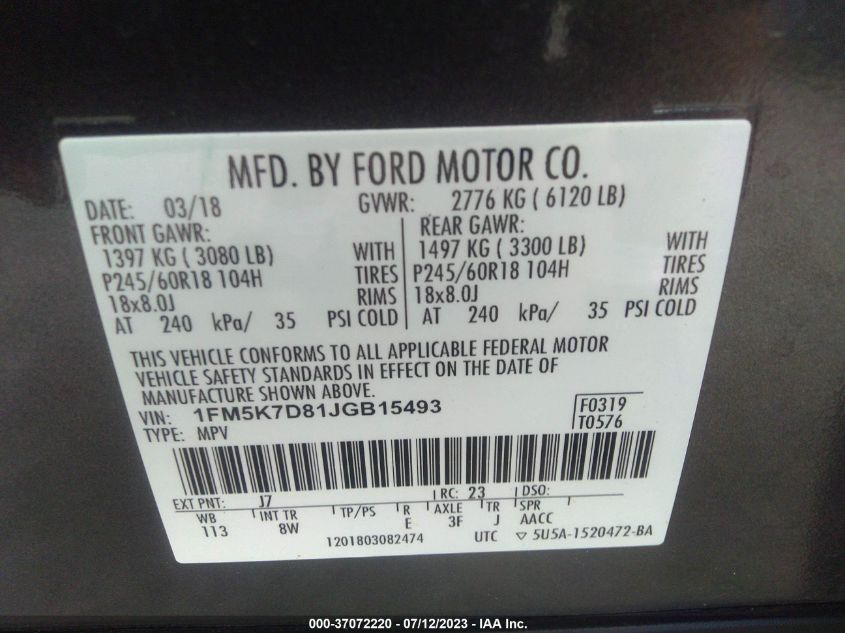 MFD. BY FORD MOTOR CO.
DATE: 03/18 GVWR: 2776 KG ( 6120 LB)
FRONT GAWR: REAR GAWR:
1397 KG ( 3080 LB) WITH 1497 KG ( 3300 LB) WITH
P245/60R18 104H TIRES P245/60R18 104H TIRES
18x8.0J RIMS 18x8.0J RIMS
AT 240 kPa/ 35 PSI COLD AT 240 kPa/ 35 PSI COLD
THIS VEHICLE CONFORMS TO ALL APPLICABLE FEDERAL MOTOR
VEHICLE SAFETY STANDARDS IN EFFECT ON THE DATE OF
MANUFACTURE SHOWN ABOVE.
VIN: 1FM5K7D81JGB15493 F0319
TYPE: MPV T0576
EXT PNT: J7 RC: 23 DSO:
WB INT TR TP/PS R AXLE TR SPR
113 8W E 3F J AACC
1201803082474 UTC ▽ 5U5A-1520472-BA
000-37072220 - 07/12/2023 - IAA Inc.